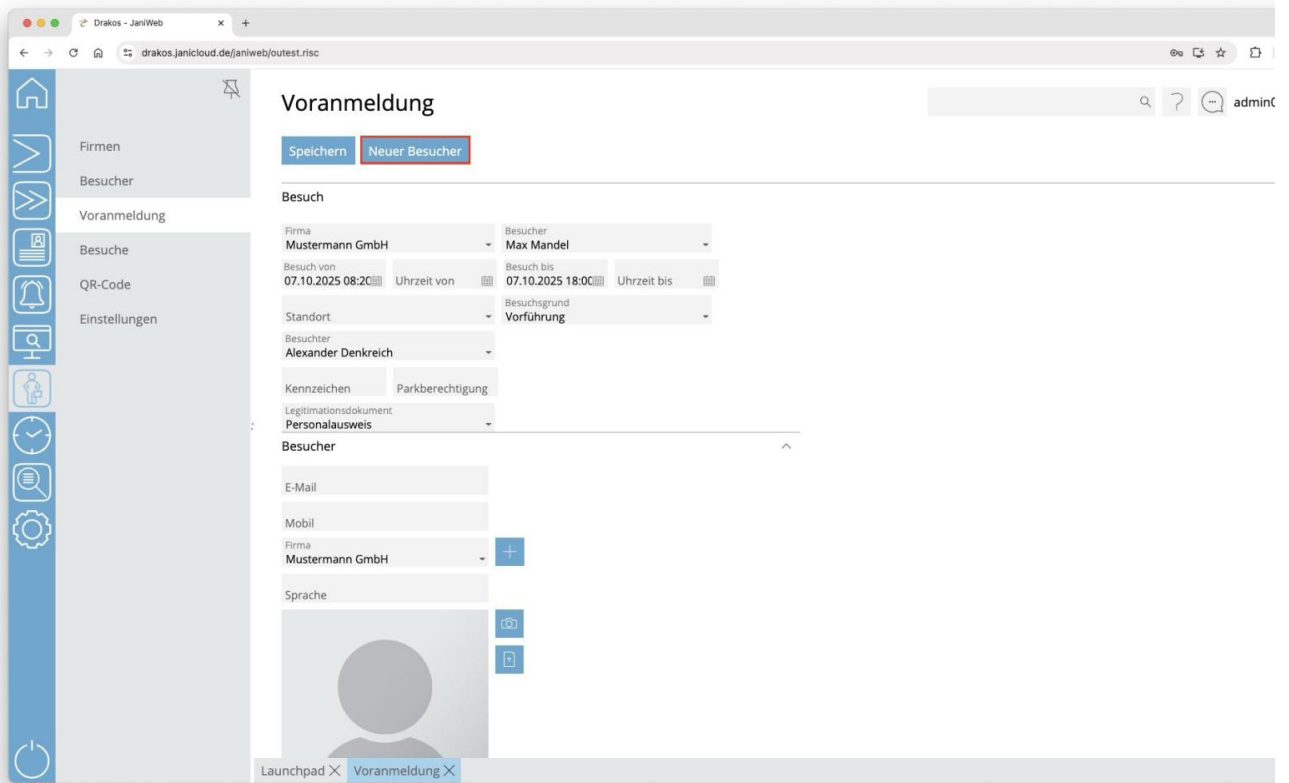 Drakos - JaniWeb
drakos.janicloud.de/janiweb/outest.risc
Voranmeldung
admin0
Speichern Neuer Besucher
Firmen
Besucher
Voranmeldung
Besuche
QR-Code
Einstellungen
Besuch
Firma Besucher
Mustermann GmbH Max Mandel
Besuch von Besuch bis
07.10.2025 08:20 Uhrzeit von 07.10.2025 18:00 Uhrzeit bis
Besuchsgrund
Standort Vorführung
Besuchter
Alexander Denkreich
Kennzeichen Parkberechtigung
Legitimationsdokument
Personalausweis
Besucher
E-Mail
Mobil
Firma
Mustermann GmbH
Sprache
Launchpad Voranmeldung